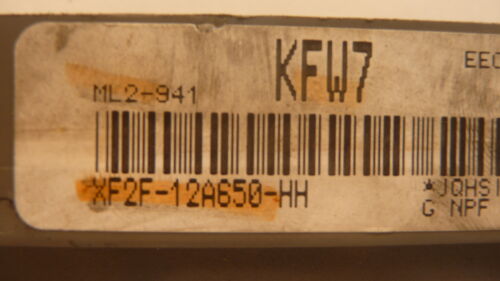 KFW7
EEC
ML2-941
XF2F-12A650-HH
*JQHS
G NPF